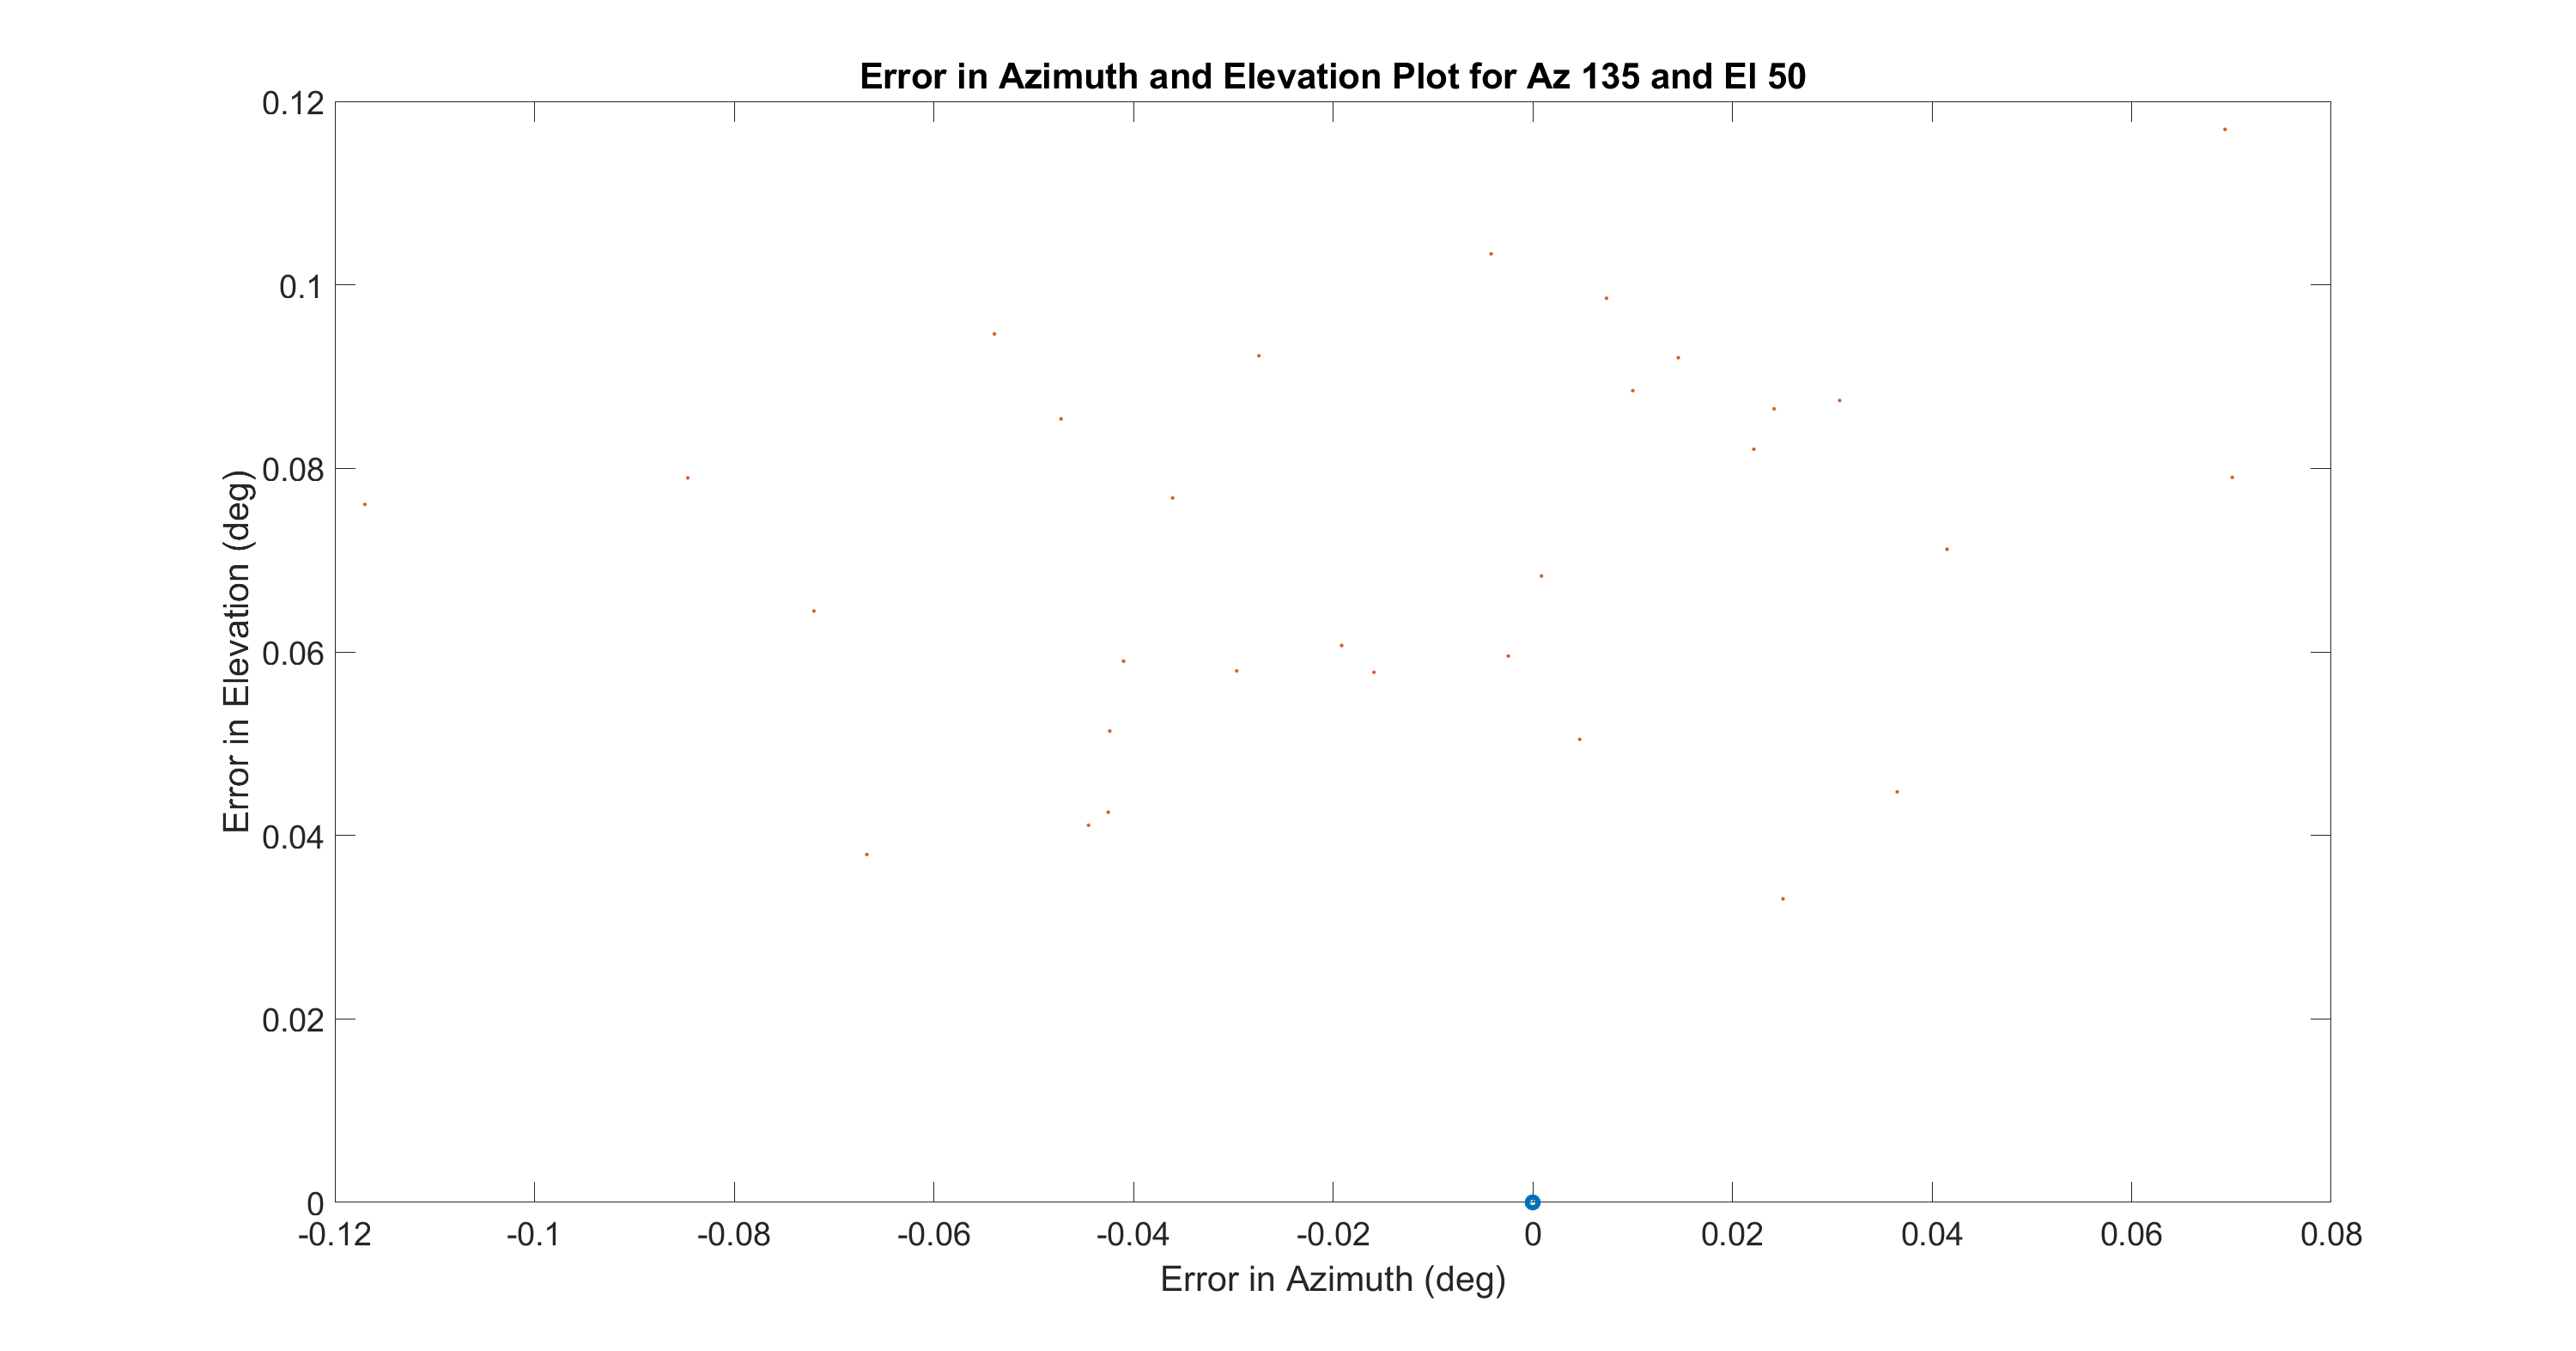 Error in Azimuth and Elevation Plot for Az 135 and El 50
0.12
0.1
0.08
0.06
0.04
0.02
0
Error in Elevation (deg)
-0.12 -0.1 -0.08 -0.06 -0.04 -0.02 0 0.02 0.04 0.06 0.08
Error in Azimuth (deg)